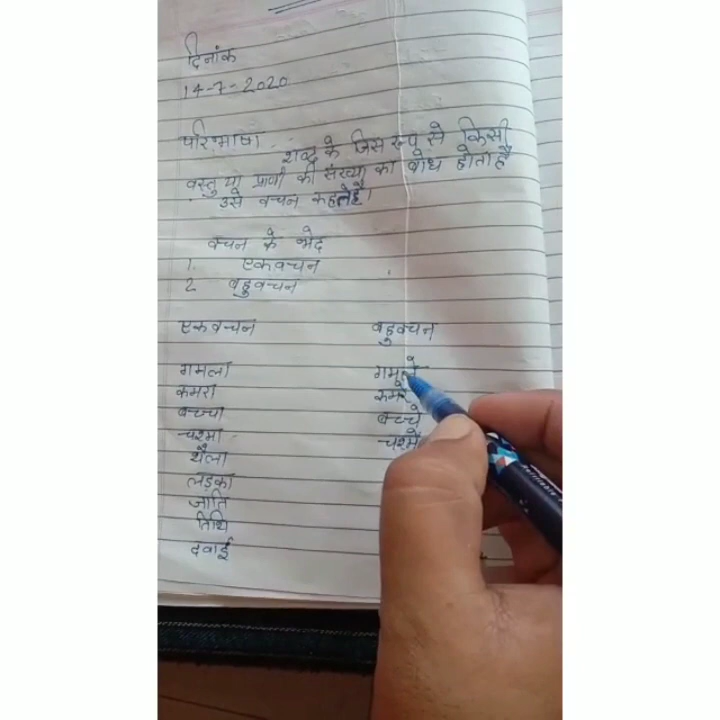 दिनांक
14-7-2020
परिभाषा
शब्द के जिस रूप से किसी
वस्तु या प्राणी की संख्या का बोध होता है
उसे वचन कहतेहै।
वचन के भेद
1. एकवचन
2 बहुवचन
एकवचन बहुवचन
गमला गमले
कमरा कमरे
बच्चा बच्चे
चश्मा चश्मे
थैला
लड़का
जाति
तिथि
दवाई